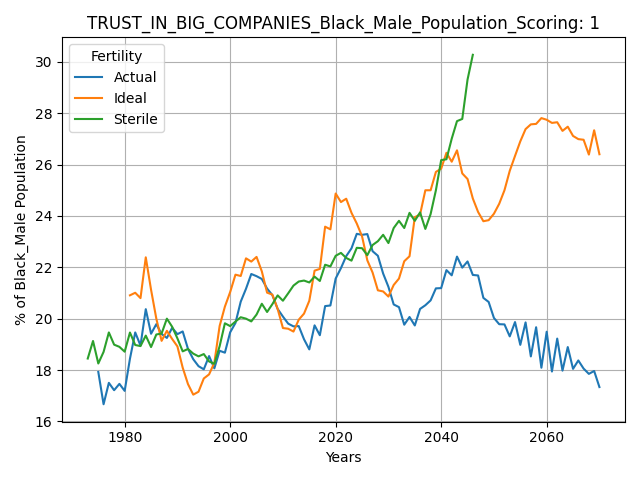 TRUST_IN_BIG_COMPANIES_Black_Male_Population_Scoring: 1
Fertility
Actual
Ideal
Sterile
% of Black_Male Population
30
28
26
24
22
20
18
16
1980
2000
2020
2040
2060
Years